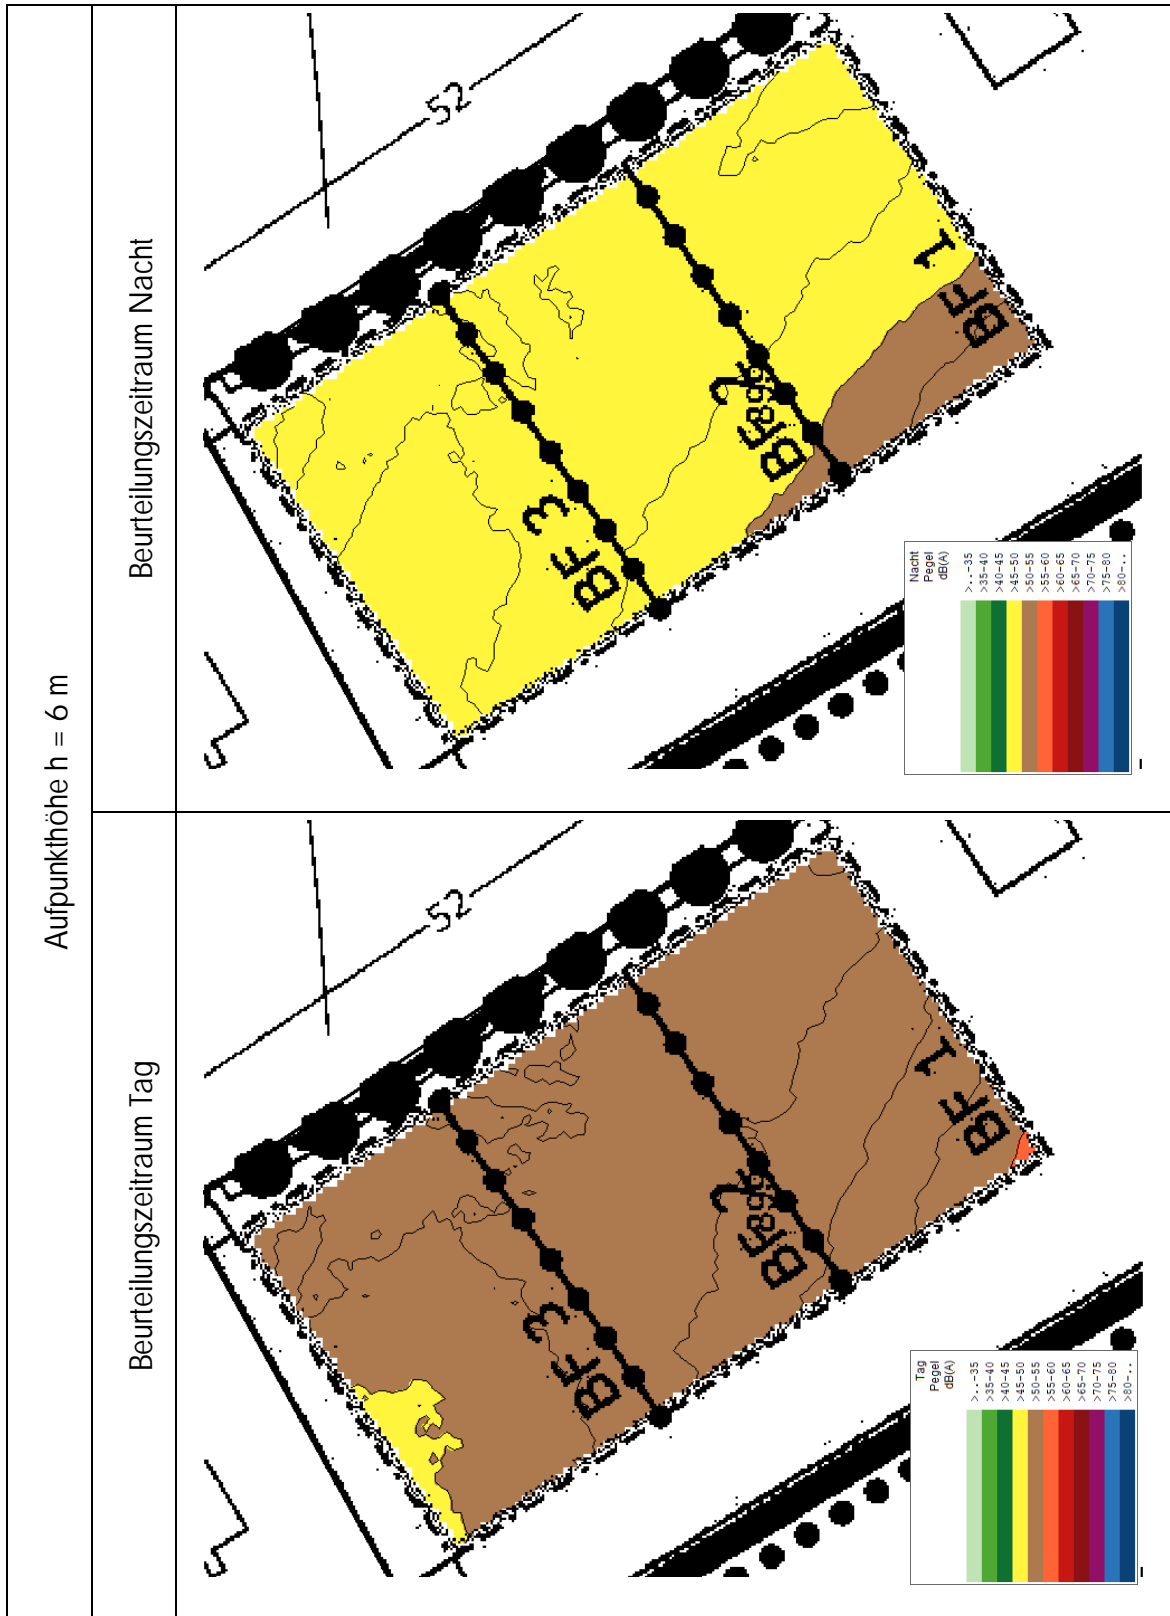 Aufpunkthöhe h = 6 m
Beurteilungszeitraum Tag
Beurteilungszeitraum Nacht
52
BF 3
BF 2
899
BF 1
Tag
Pegel
dB(A)
>..-35
>35-40
>40-45
>45-50
>50-55
>55-60
>60-65
>65-70
>70-75
>75-80
>80-..
52
BF 3
BF 2
899
BF 1
Nacht
Pegel
dB(A)
>..-35
>35-40
>40-45
>45-50
>50-55
>55-60
>60-65
>65-70
>70-75
>75-80
>80-..